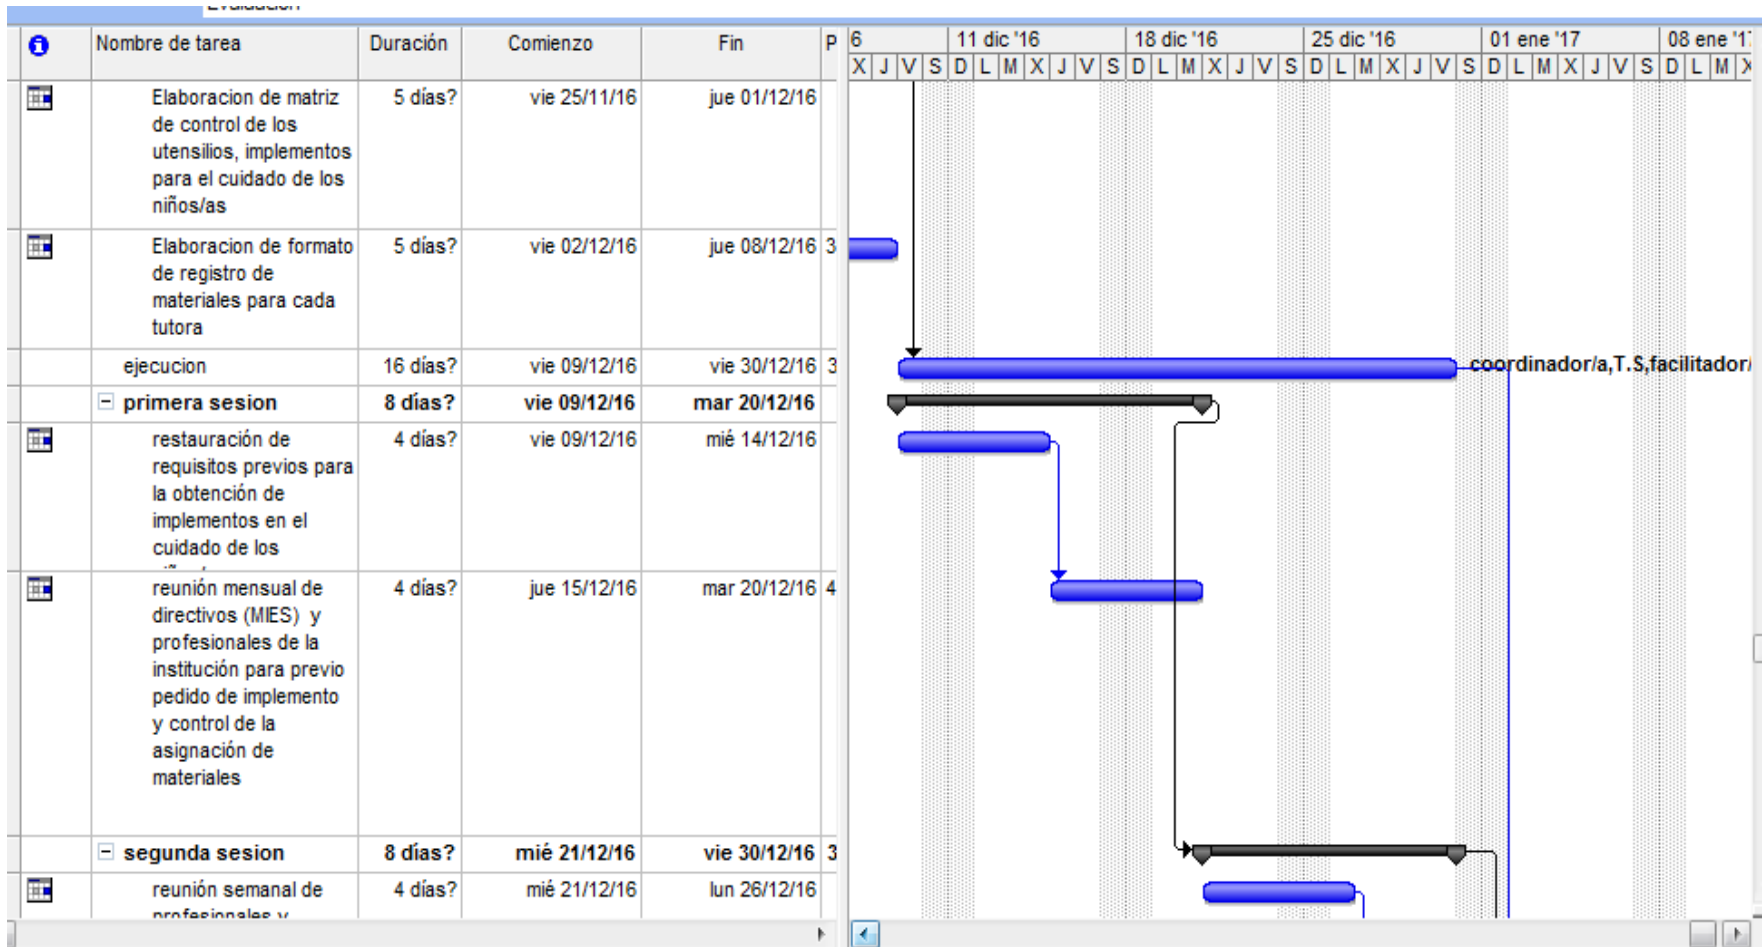 Evaluacion
Nombre de tarea Duración Comienzo Fin P 6 11 dic '16 18 dic '16 25 dic '16 01 ene '17 08 ene '1
X J V S D L M X J V S D L M X J V S D L M X J V S D L M X J V S D L M X
Elaboracion de matriz 5 días? vie 25/11/16 jue 01/12/16
de control de los
utensilios, implementos
para el cuidado de los
niños/as
Elaboracion de formato 5 días? vie 02/12/16 jue 08/12/16 3
de registro de
materiales para cada
tutora
ejecucion 16 días? vie 09/12/16 vie 30/12/16 3 coordinador/a,T.S,facilitador/
primera sesion 8 días? vie 09/12/16 mar 20/12/16
restauración de 4 días? vie 09/12/16 mié 14/12/16
requisitos previos para
la obtención de
implementos en el
cuidado de los
reunión mensual de 4 días? jue 15/12/16 mar 20/12/16 4
directivos (MIES) y
profesionales de la
institución para previo
pedido de implemento
y control de la
asignación de
materiales
segunda sesion 8 días? mié 21/12/16 vie 30/12/16 3
reunión semanal de 4 días? mié 21/12/16 lun 26/12/16
profesionales y